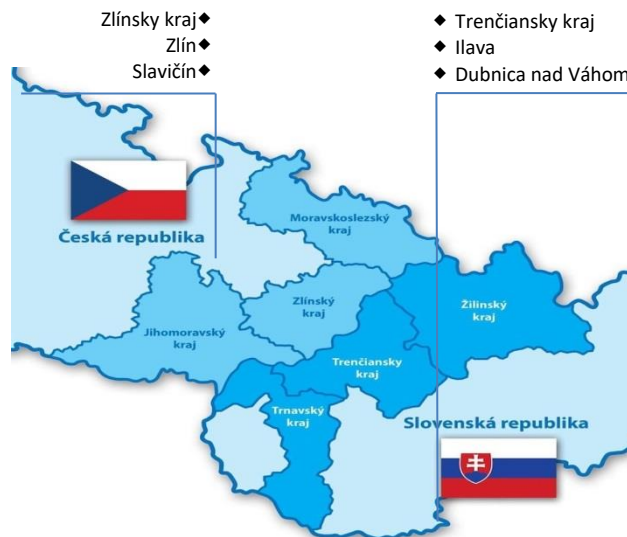 Zlínsky kraj◆
Zlín◆
Slavičín◆
◆ Trenčiansky kraj
◆ Ilava
◆ Dubnica nad Váhom
Moravskoslezský
kraj
Česká republika
Zlínský
kraj
Žilinský
kraj
Jihomoravský
kraj
Trenčiansky
kraj
Trnavský
kraj
Slovenská republika